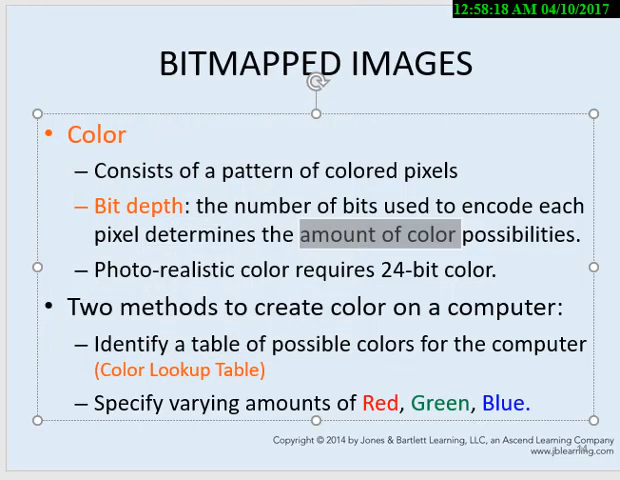 12:58:18 AM 04/10/2017
BITMAPPED IMAGES
• Color
– Consists of a pattern of colored pixels
– Bit depth: the number of bits used to encode each
pixel determines the amount of color possibilities.
– Photo-realistic color requires 24-bit color.
• Two methods to create color on a computer:
– Identify a table of possible colors for the computer
(Color Lookup Table)
– Specify varying amounts of Red, Green, Blue.
Copyright © 2014 by Jones & Bartlett Learning, LLC, an Ascend Learning Company
www.jblearning.com
14